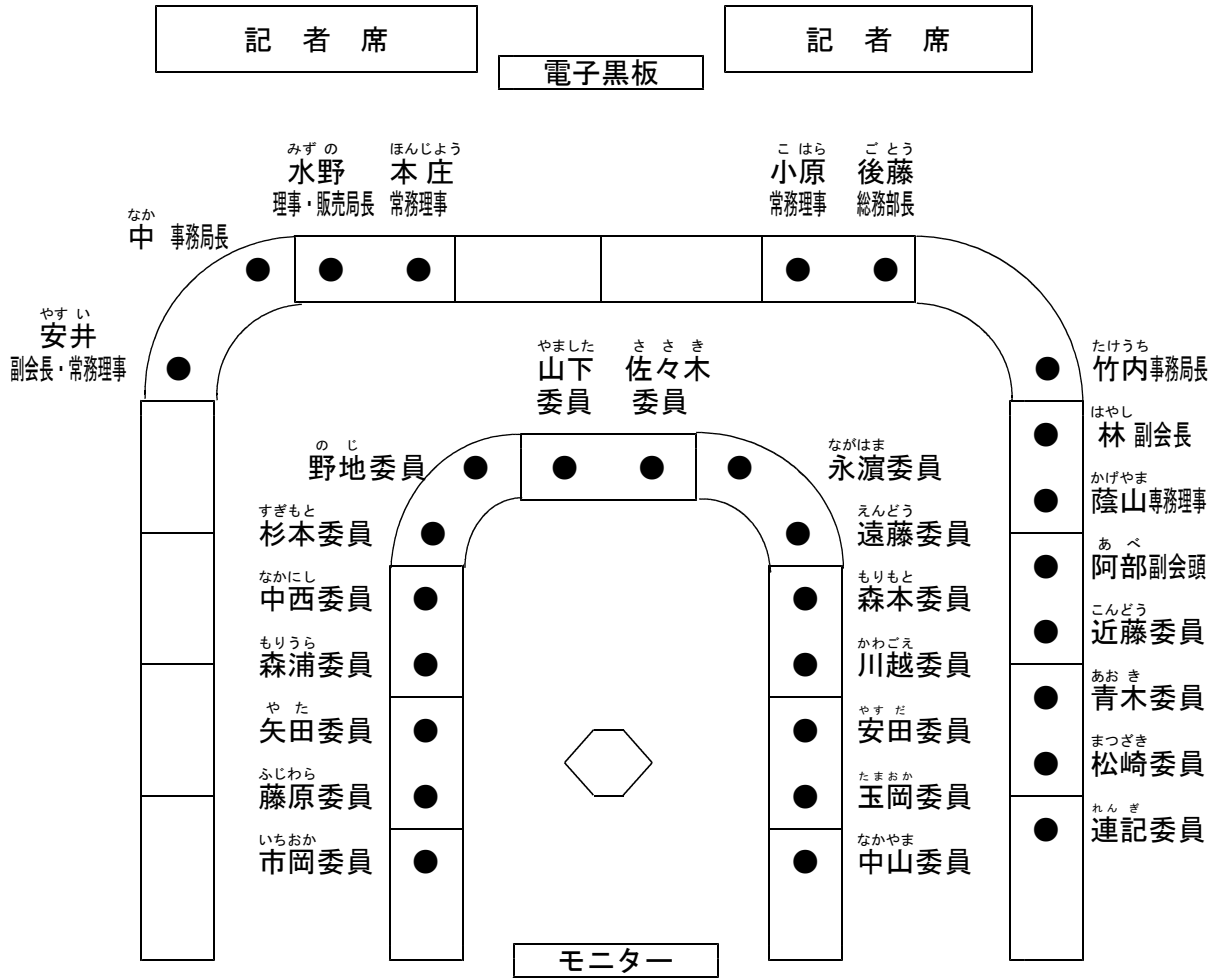 記者席
記者席
電子黒板
みず の
水野
理事・販売局長
ほんじよう
本庄
常務理事
こ はら
小原
常務理事
ご とう
後藤
総務部長
なか
中 事務局長
やす い
安井
副会長・常務理事
やました
山下
委員
さ さ き
佐々木
委員
たけうち
竹内事務局長
はやし
林 副会長
かげやま
蔭山専務理事
あ べ
阿部副会頭
こんどう
近藤委員
あお き
青木委員
まつざき
松崎委員
れん ぎ
連記委員
の じ
野地委員
すぎもと
杉本委員
なかにし
中西委員
もりうら
森浦委員
や た
矢田委員
ふじわら
藤原委員
いちおか
市岡委員
ながはま
永濵委員
えんどう
遠藤委員
もりもと
森本委員
かわごえ
川越委員
やす だ
安田委員
たまおか
玉岡委員
なかやま
中山委員
モニター